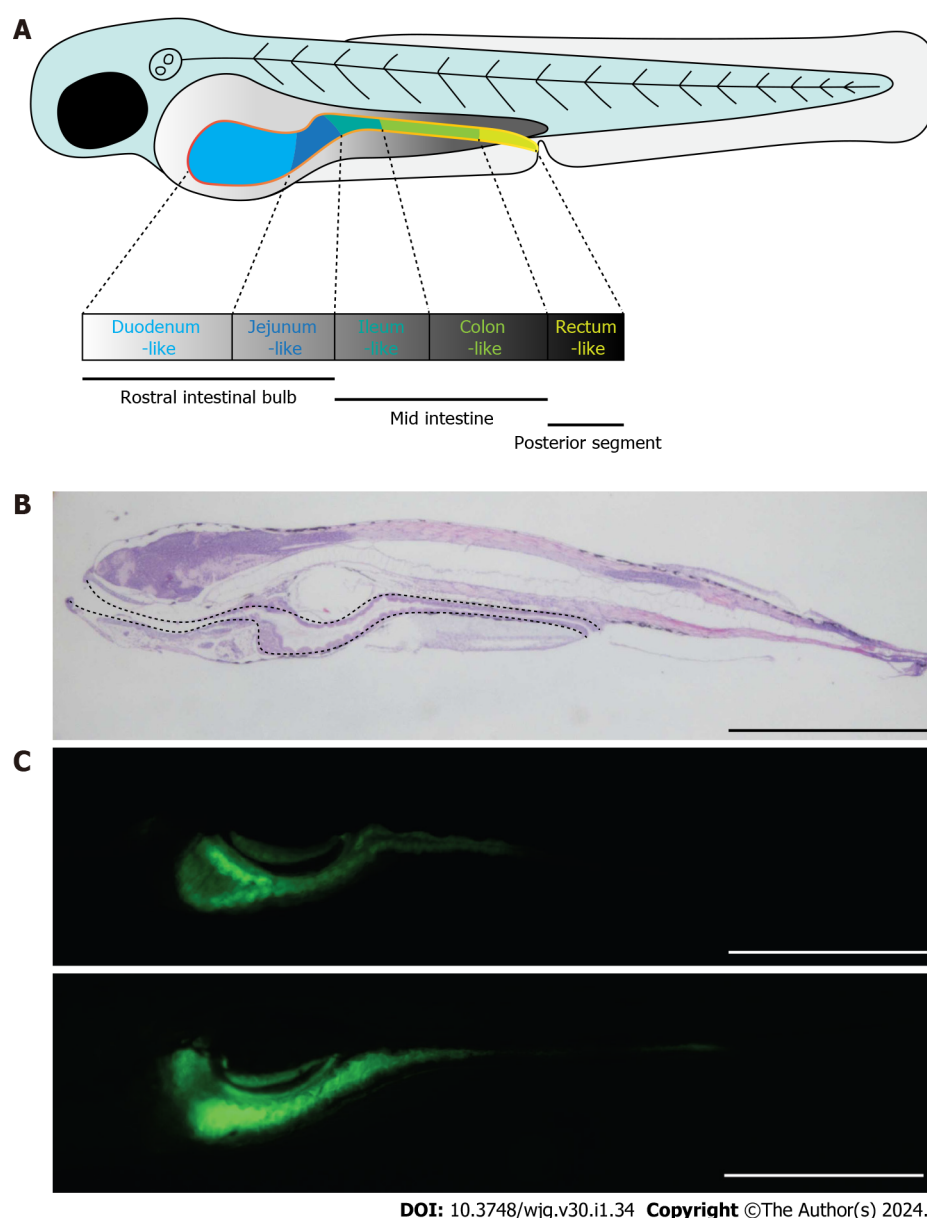 A
Duodenum Jejunum Ileum Colon Rectum
-like -like -like -like -like
Rostral intestinal bulb
Mid intestine
Posterior segment
B
C
DOI: 10.3748/wjg.v30.i1.34 Copyright ©The Author(s) 2024.